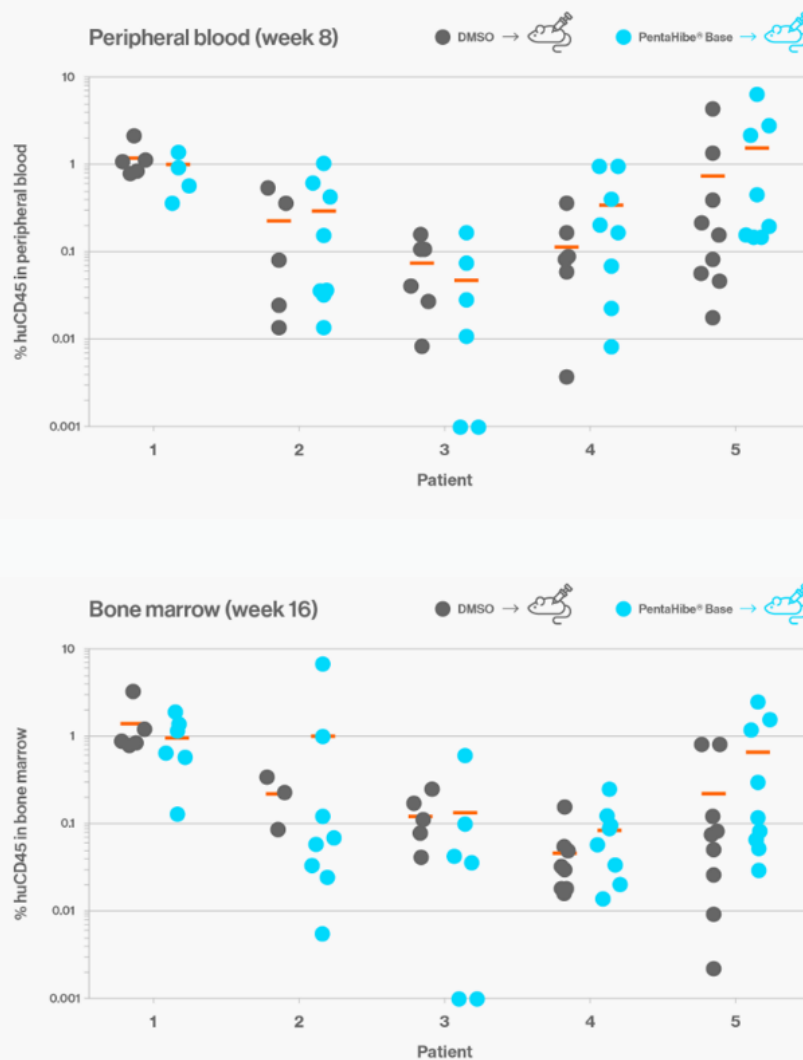 Peripheral blood (week 8)
DMSO →
PentaHibe® Base →
% huCD45 in peripheral blood
10
1
0.1
0.01
0.001
1 2 3 4 5
Patient
Bone marrow (week 16)
DMSO →
PentaHibe® Base →
% huCD45 in bone marrow
10
1
0.1
0.01
0.001
1 2 3 4 5
Patient